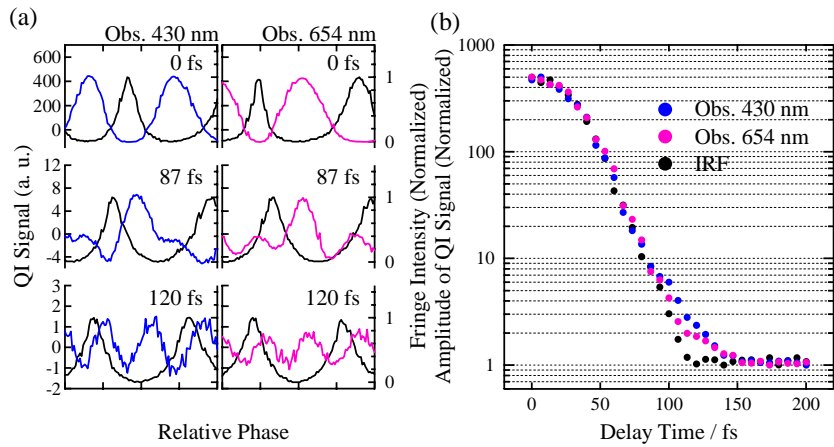 (a)
Obs. 430 nm
Obs. 654 nm
600
400
200
0
-200
0 fs
0 fs
1
0
12
8
4
0
-4
87 fs
87 fs
1
0
3
2
1
0
-1
-2
120 fs
120 fs
1
0
QI Signal (a. u.)
Fringe Intensity (Normalized)
Relative Phase
(b)
Amplitude of QI Signal (Normalized)
1000
100
10
1
Obs. 430 nm
Obs. 654 nm
IRF
0
50
100
150
200
Delay Time / fs